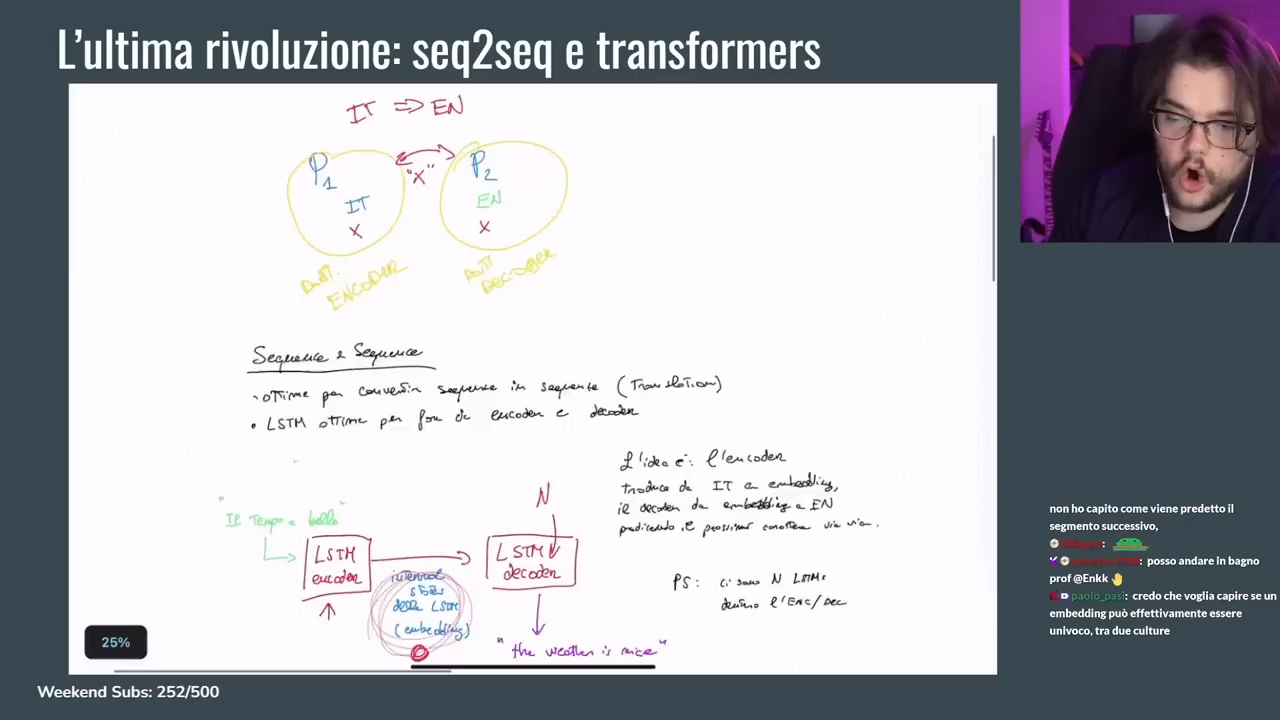 L'ultima rivoluzione: seq2seq e transformers
IT => EN
P1
"X"
P2
IT
EN
X
X
ENCODER
DECODER
Sequence 2 Sequence
• ottime per convertire sequenze in sequenze (Translation)
• LSTM ottime per fare da encoder e decoder
L'idea è: l'encoder
traduce da IT a embedding,
il decoder da embedding a EN
predicendo il prossimo carattere via via.
N
"Il tempo è bello"
LSTM
encoder
LSTM
decoder
internal
state
della LSTM
(embedding)
PS: ci sono N LSTMs
dentro l'ENC/DEC
"the weather is nice"
25%
non ho capito come viene predetto il
segmento successivo,
posso andare in bagno
prof @Enkk
paolo_pasi: credo che voglia capire se un
embedding può effettivamente essere
univoco, tra due culture
Weekend Subs: 252/500